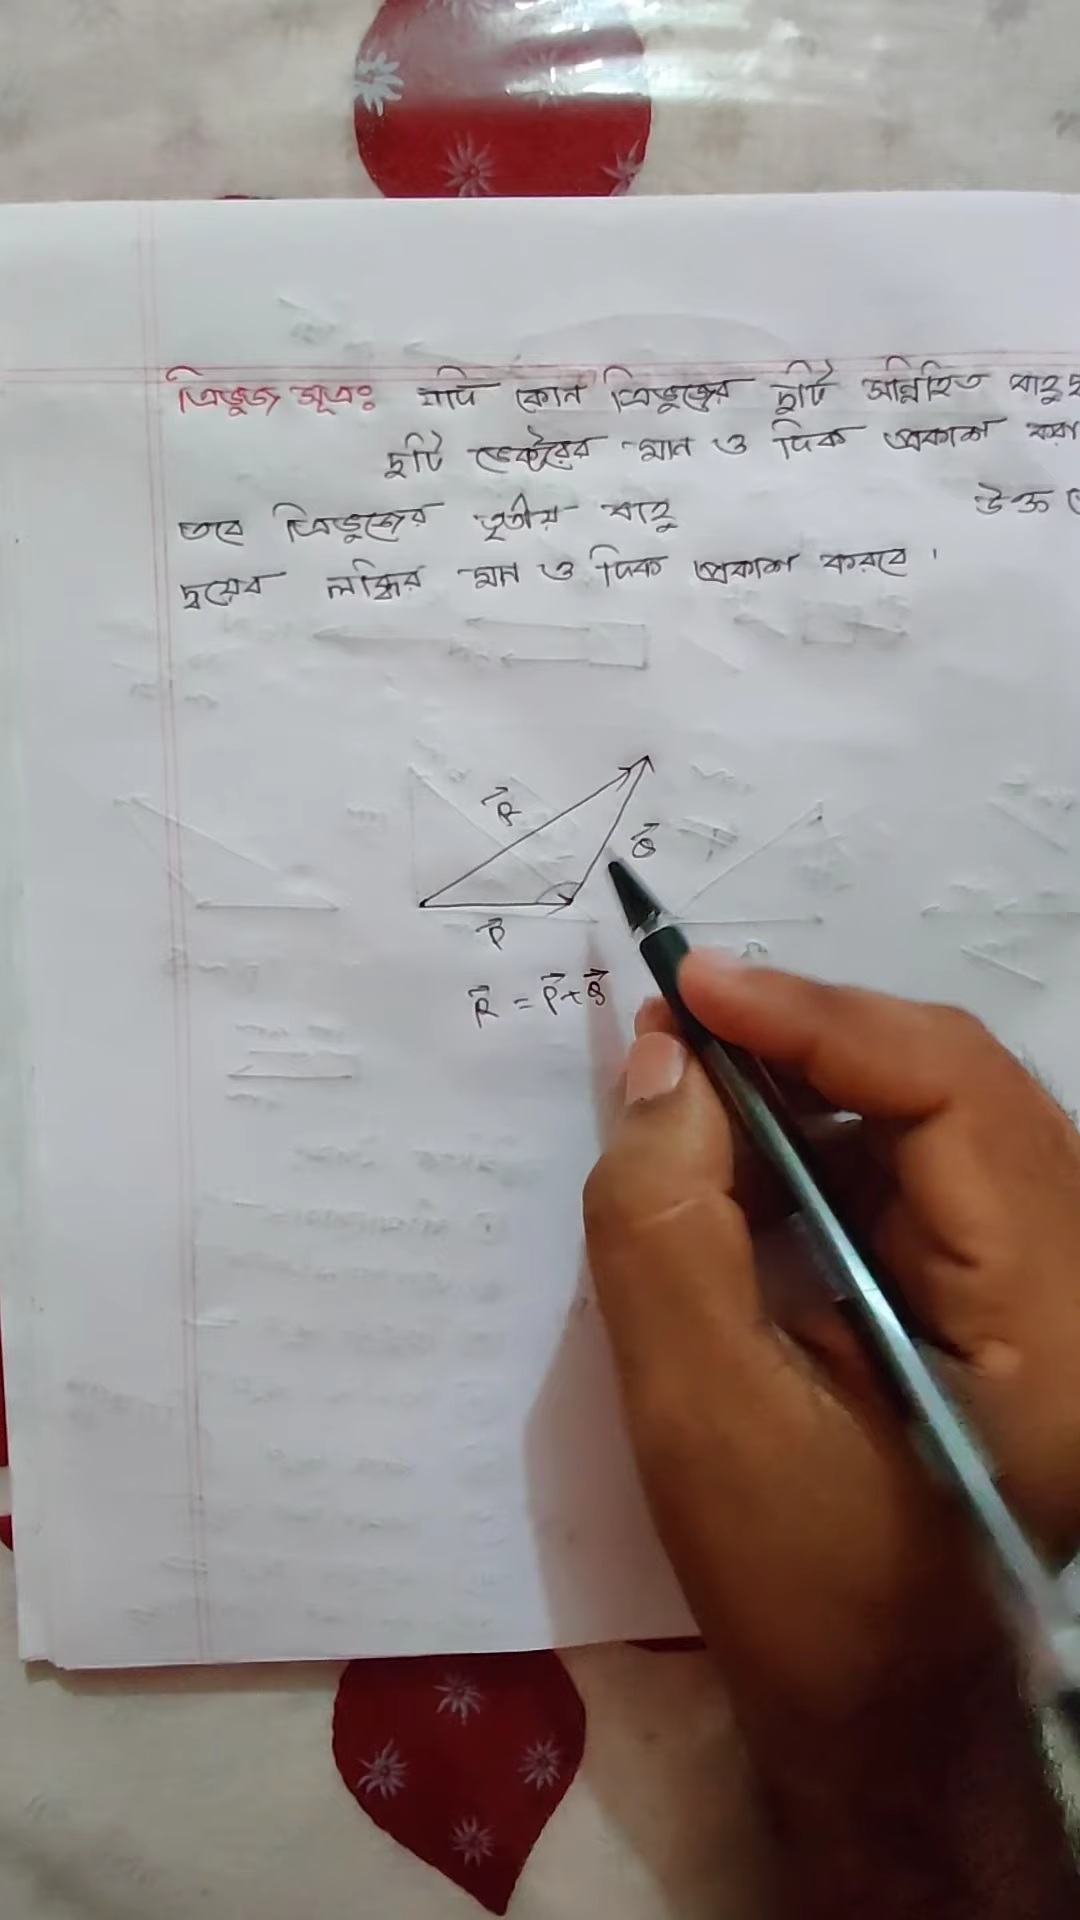 ত্রিভুজ সূত্রঃ যদি কোন ত্রিভুজের দুটি সন্নিহিত বাহু
দুটি ভেক্টরের মান ও দিক প্রকাশ করা
তবে ত্রিভুজের তৃতীয় বাহু উক্ত
দ্বয়ের লব্ধির মান ও দিক প্রকাশ করবে।
R⃗
Q⃗
P⃗
R⃗ = P⃗ + Q⃗